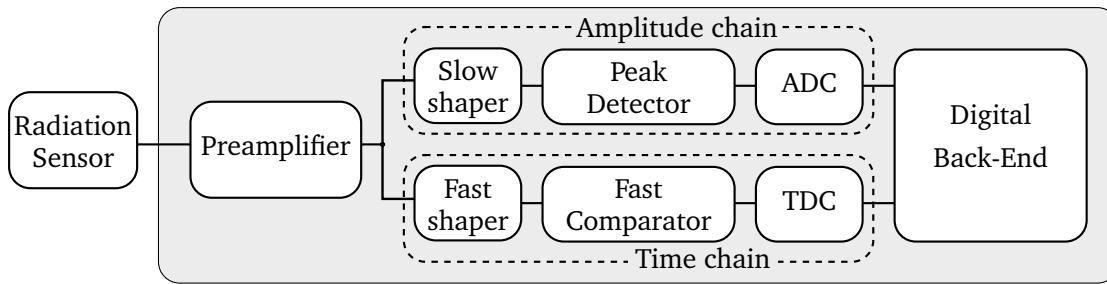 Radiation
Sensor
Preamplifier
Amplitude chain
Slow
shaper
Peak
Detector
ADC
Fast
shaper
Fast
Comparator
TDC
Time chain
Digital
Back-End